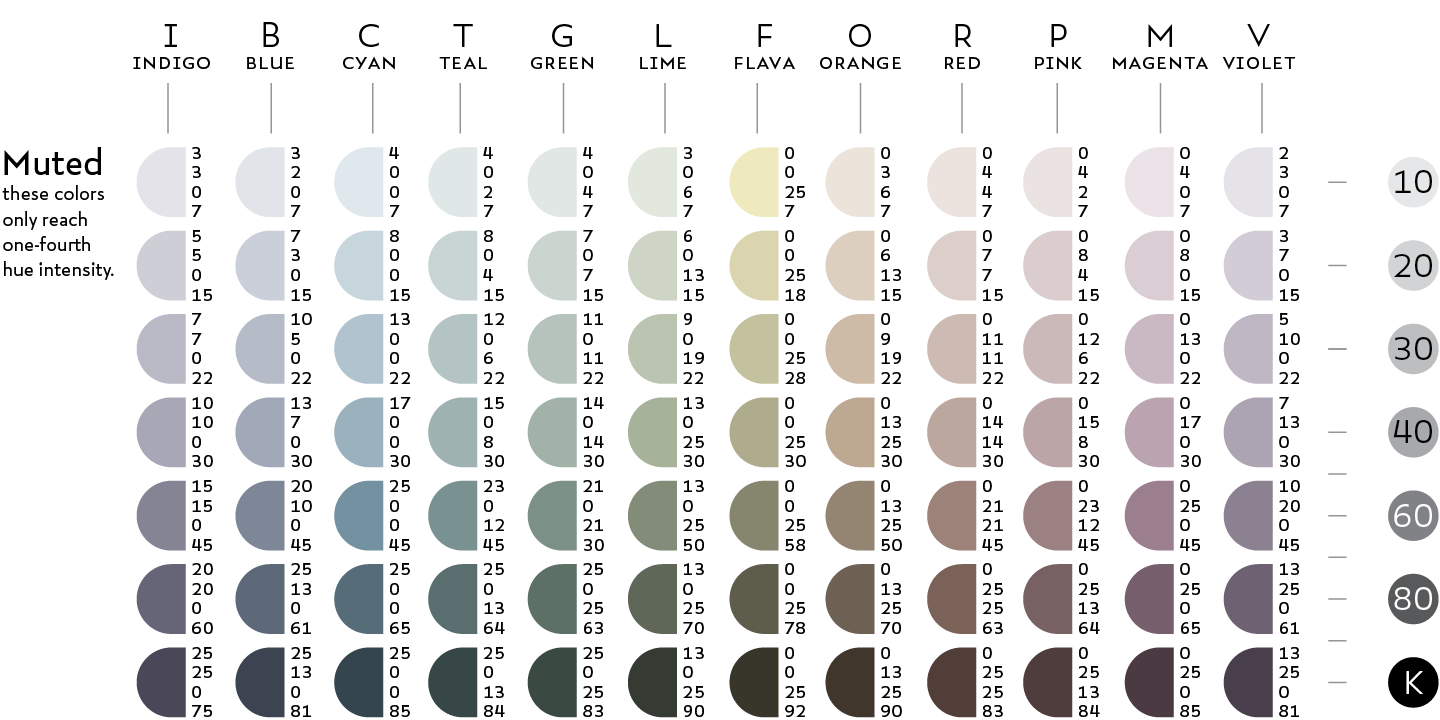 I B C T G L F O R P M V
INDIGO BLUE CYAN TEAL GREEN LIME FLAVA ORANGE RED PINK MAGENTA VIOLET
Muted
these colors
only reach
one-fourth
hue intensity.
3 3 4 4 4 3 0 0 0 0 0 2
3 2 0 0 0 0 0 3 4 4 4 3
0 0 0 2 4 6 25 6 4 2 0 0
7 7 7 7 7 7 7 7 7 7 7 7
10
5 7 8 8 7 6 0 0 0 0 0 3
5 3 0 0 0 0 0 6 7 8 8 7
0 0 0 4 7 13 25 13 7 4 0 0
15 15 15 15 15 15 18 15 15 15 15 15
20
7 10 13 12 11 9 0 0 0 0 0 5
7 5 0 0 0 0 0 9 11 12 13 10
0 0 0 6 11 19 25 19 11 6 0 0
22 22 22 22 22 22 28 22 22 22 22 22
30
10 13 17 15 14 13 0 0 0 0 0 7
10 7 0 0 0 0 0 13 14 15 17 13
0 0 0 8 14 25 25 25 14 8 0 0
30 30 30 30 30 30 30 30 30 30 30 30
40
15 20 25 23 21 13 0 0 0 0 0 10
15 10 0 0 0 0 0 13 21 23 25 20
0 0 0 12 21 25 25 25 21 12 0 0
45 45 45 45 30 50 58 50 45 45 45 45
60
20 25 25 25 25 13 0 0 0 0 0 13
20 13 0 0 0 0 0 13 25 25 25 25
0 0 0 13 25 25 25 25 25 13 0 0
60 61 65 64 63 70 78 70 63 64 65 61
80
25 25 25 25 25 13 0 0 0 0 0 13
25 13 0 0 0 0 0 13 25 25 25 25
0 0 0 13 25 25 25 25 25 13 0 0
75 81 85 84 83 90 92 90 83 84 85 81
K